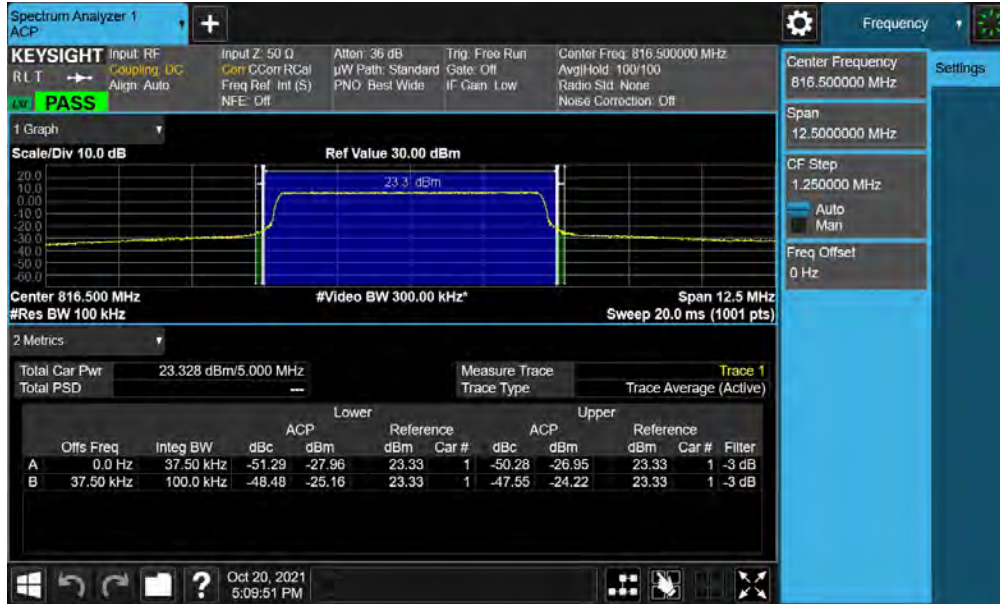 Spectrum Analyzer 1
ACP
+
Frequency
KEYSIGHT Input: RF Input Z: 50 Ω Atten: 36 dB Trig: Free Run Center Freq: 816.500000 MHz
RLT Coupling: DC Corr CCorr RCal µW Path: Standard Gate: Off Avg|Hold: 100/100
Align: Auto Freq Ref: Int (S) PNO: Best Wide IF Gain: Low Radio Std: None
PASS NFE: Off Noise Correction: Off
Center Frequency
816.500000 MHz
Settings
Span
12.5000000 MHz
CF Step
1.250000 MHz
Auto
Man
Freq Offset
0 Hz
1 Graph
Scale/Div 10.0 dB Ref Value 30.00 dBm
23.3 dBm
20.0
10.0
0.00
-10.0
-20.0
-30.0
-40.0
-50.0
-60.0
Center 816.500 MHz #Video BW 300.00 kHz* Span 12.5 MHz
#Res BW 100 kHz Sweep 20.0 ms (1001 pts)
2 Metrics
Total Car Pwr 23.328 dBm/5.000 MHz Measure Trace Trace 1
Total PSD --- Trace Type Trace Average (Active)
Lower Upper
ACP Reference ACP Reference
Offs Freq Integ BW dBc dBm dBm Car # dBc dBm dBm Car # Filter
A 0.0 Hz 37.50 kHz -51.29 -27.96 23.33 1 -50.28 -26.95 23.33 1 -3 dB
B 37.50 kHz 100.0 kHz -48.48 -25.16 23.33 1 -47.55 -24.22 23.33 1 -3 dB
? Oct 20, 2021
5:09:51 PM